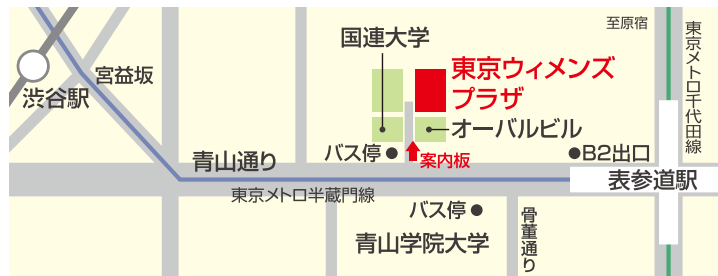 至原宿
国連大学
東京メトロ千代田線
東京ウィメンズ
プラザ
宮益坂
渋谷駅
オーバルビル
青山通り
バス停
案内板
B2出口
表参道駅
東京メトロ半蔵門線
バス停
骨董通り
青山学院大学